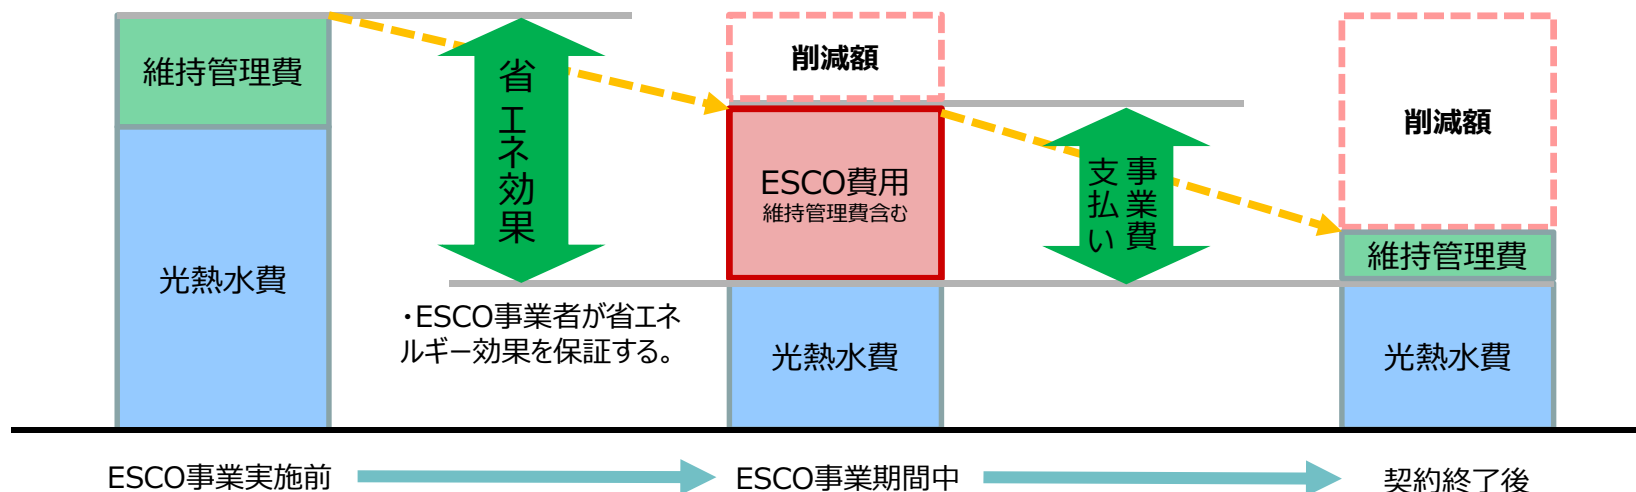 維持管理費
光熱水費
省エネ効果
・ESCO事業者が省エネ
ルギー効果を保証する。
削減額
ESCO費用
維持管理費含む
光熱水費
事業費
支払い
削減額
維持管理費
光熱水費
ESCO事業実施前
ESCO事業期間中
契約終了後